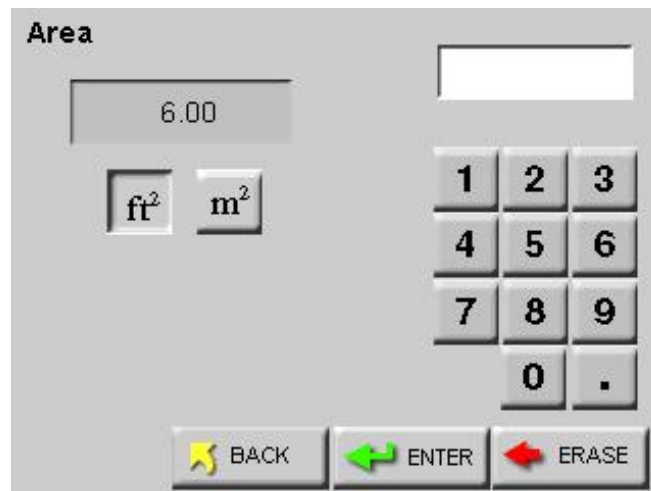 Area
6.00
ft²
m²
1 2 3
4 5 6
7 8 9
0 .
BACK
ENTER
ERASE